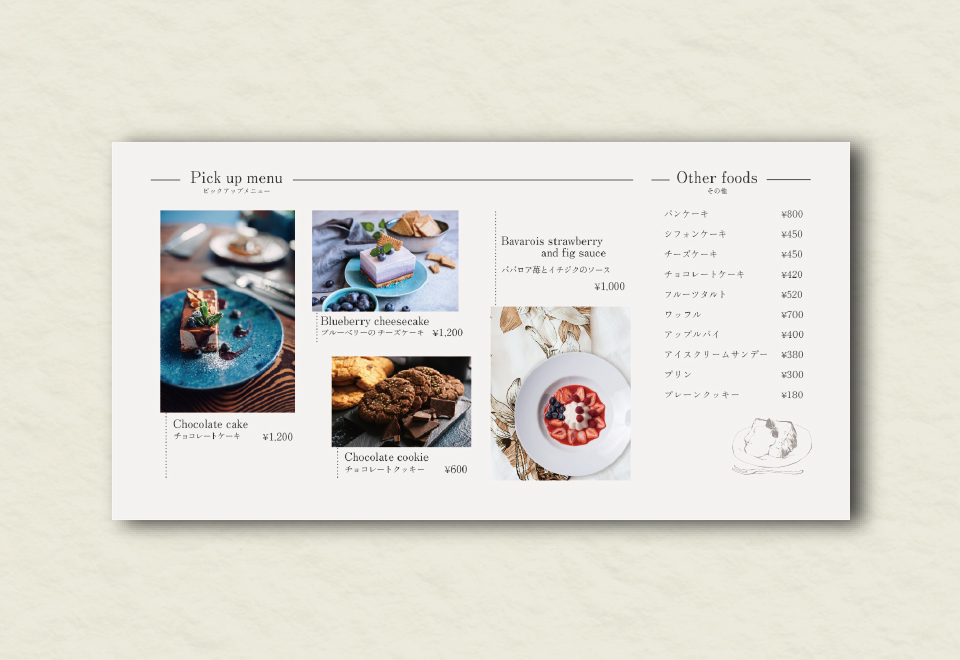 Pick up menu
ピックアップメニュー
Chocolate cake
チョコレートケーキ ¥1,200
Blueberry cheesecake
ブルーベリーの チーズケーキ ¥1,200
Chocolate cookie
チョコレートクッキー ¥600
Bavarois strawberry
and fig sauce
ババロア苺とイチジクのソース
¥1,000
Other foods
その他
パンケーキ ¥800
シフォンケーキ ¥450
チーズケーキ ¥450
チョコレートケーキ ¥420
フルーツタルト ¥520
ワッフル ¥700
アップルパイ ¥400
アイスクリームサンデー ¥380
プリン ¥300
プレーンクッキー ¥180